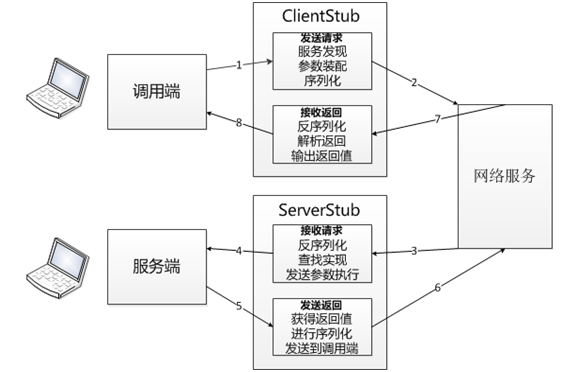 ClientStub
发送请求
服务发现
参数装配
序列化
调用端
1
2
接收返回
反序列化
解析返回
输出返回值
8
7
网络服务
ServerStub
接收请求
反序列化
查找实现
发送参数执行
服务端
4
3
5
6
发送返回
获得返回值
进行序列化
发送到调用端